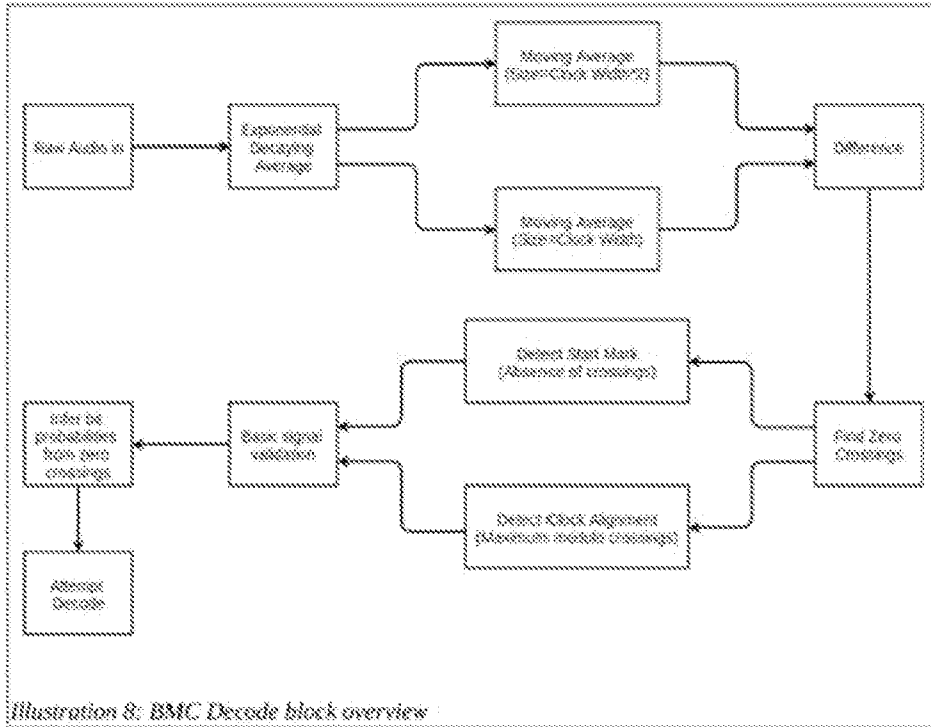 Moving Average
(Size=Clock Width*2)
Raw Audio In
Exponential
Decaying
Average
Difference
Moving Average
(Size=Clock Width)
Detect Start Mark
(Absence of crossings)
Infer bit
probabilities
from zero
crossings
Basic signal
validation
Find Zero
Crossings
Detect Clock Alignment
(Maximum modulo crossings)
Attempt
Decode
Illustration 8: BMC Decode block overview